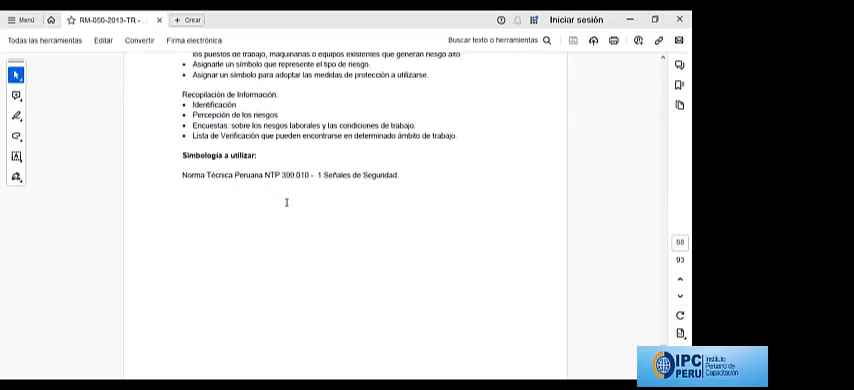 Menú
RM-050-2013-TR - ...
+ Crear
Iniciar sesión
Todas las herramientas
Editar
Convertir
Firma electrónica
Buscar texto o herramientas
los puestos de trabajo, maquinarias o equipos existentes que generan riesgo alto.
• Asignarle un símbolo que represente el tipo de riesgo.
• Asignar un símbolo para adoptar las medidas de protección a utilizarse.
Recopilación de Información:
• Identificación
• Percepción de los riesgos
• Encuestas: sobre los riesgos laborales y las condiciones de trabajo.
• Lista de Verificación que pueden encontrarse en determinado ámbito de trabajo.
Simbología a utilizar:
Norma Técnica Peruana NTP 399.010 - 1 Señales de Seguridad.
88
93
IPC PERÚ
Instituto
Peruano de
Capacitación